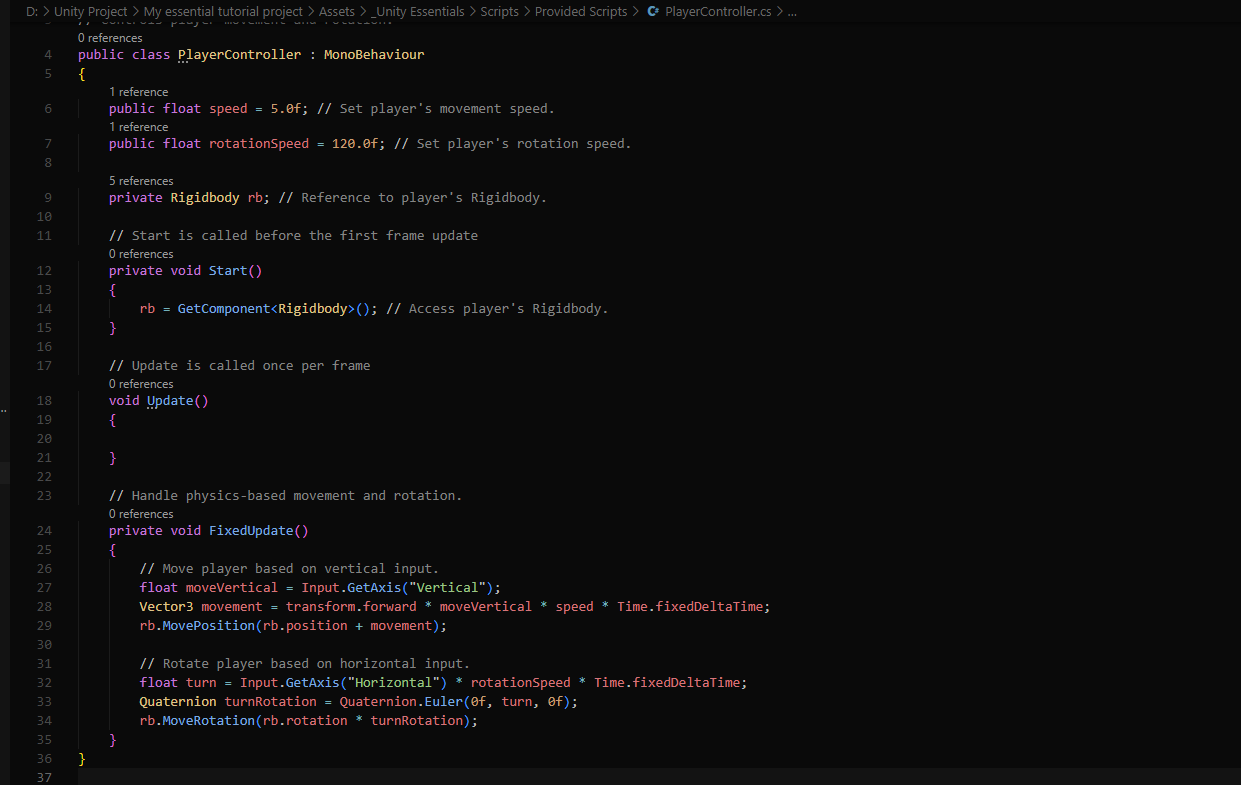 D: > Unity Project > My essential tutorial project > Assets > _Unity Essentials > Scripts > Provided Scripts > PlayerController.cs > ...
// Controls player movement and rotation.
0 references
4 public class PlayerController : MonoBehaviour
5 {
1 reference
6 public float speed = 5.0f; // Set player's movement speed.
1 reference
7 public float rotationSpeed = 120.0f; // Set player's rotation speed.
8
5 references
9 private Rigidbody rb; // Reference to player's Rigidbody.
10
11 // Start is called before the first frame update
0 references
12 private void Start()
13 {
14 rb = GetComponent<Rigidbody>(); // Access player's Rigidbody.
15 }
16
17 // Update is called once per frame
0 references
18 void Update()
19 {
20
21 }
22
23 // Handle physics-based movement and rotation.
0 references
24 private void FixedUpdate()
25 {
26 // Move player based on vertical input.
27 float moveVertical = Input.GetAxis("Vertical");
28 Vector3 movement = transform.forward * moveVertical * speed * Time.fixedDeltaTime;
29 rb.MovePosition(rb.position + movement);
30
31 // Rotate player based on horizontal input.
32 float turn = Input.GetAxis("Horizontal") * rotationSpeed * Time.fixedDeltaTime;
33 Quaternion turnRotation = Quaternion.Euler(0f, turn, 0f);
34 rb.MoveRotation(rb.rotation * turnRotation);
35 }
36 }
37